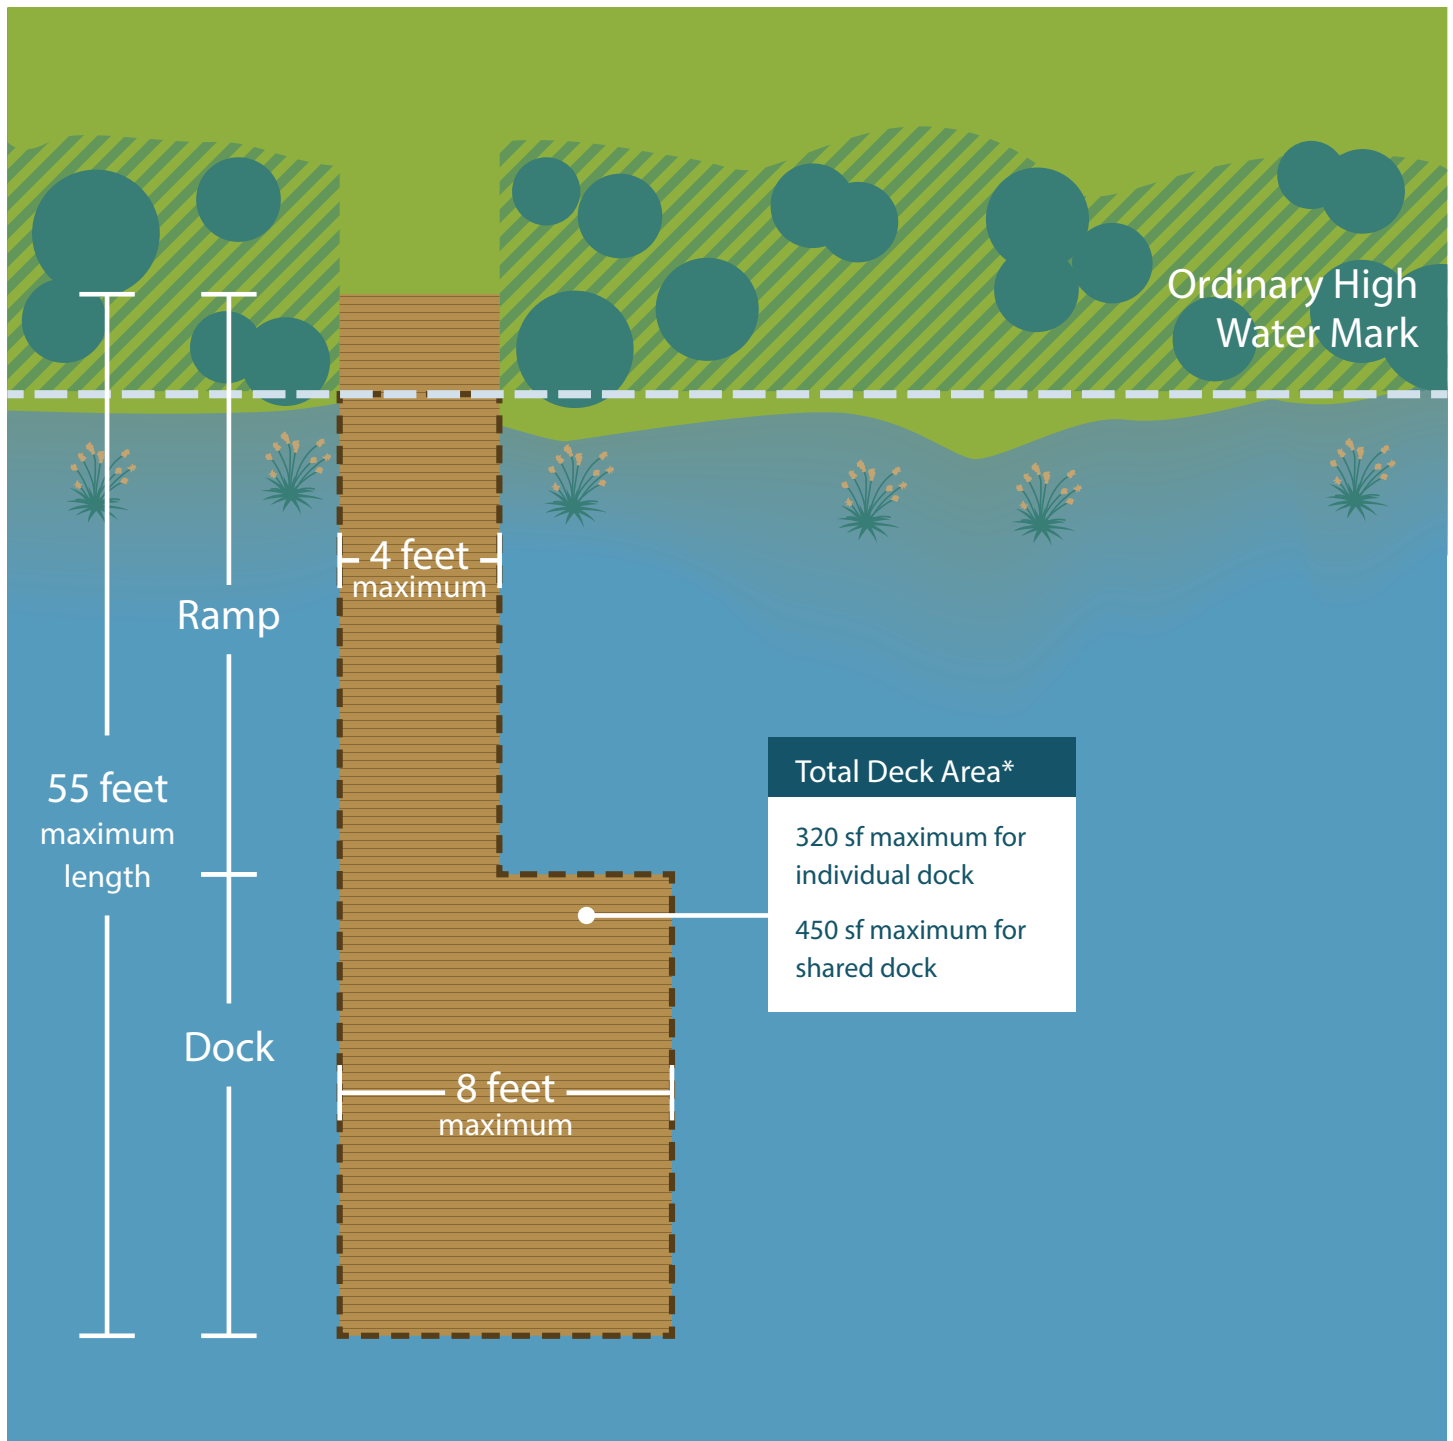 Ordinary High
Water Mark
4 feet
maximum
Ramp
55 feet
maximum
length
Total Deck Area*
320 sf maximum for
individual dock
450 sf maximum for
shared dock
Dock
8 feet
maximum